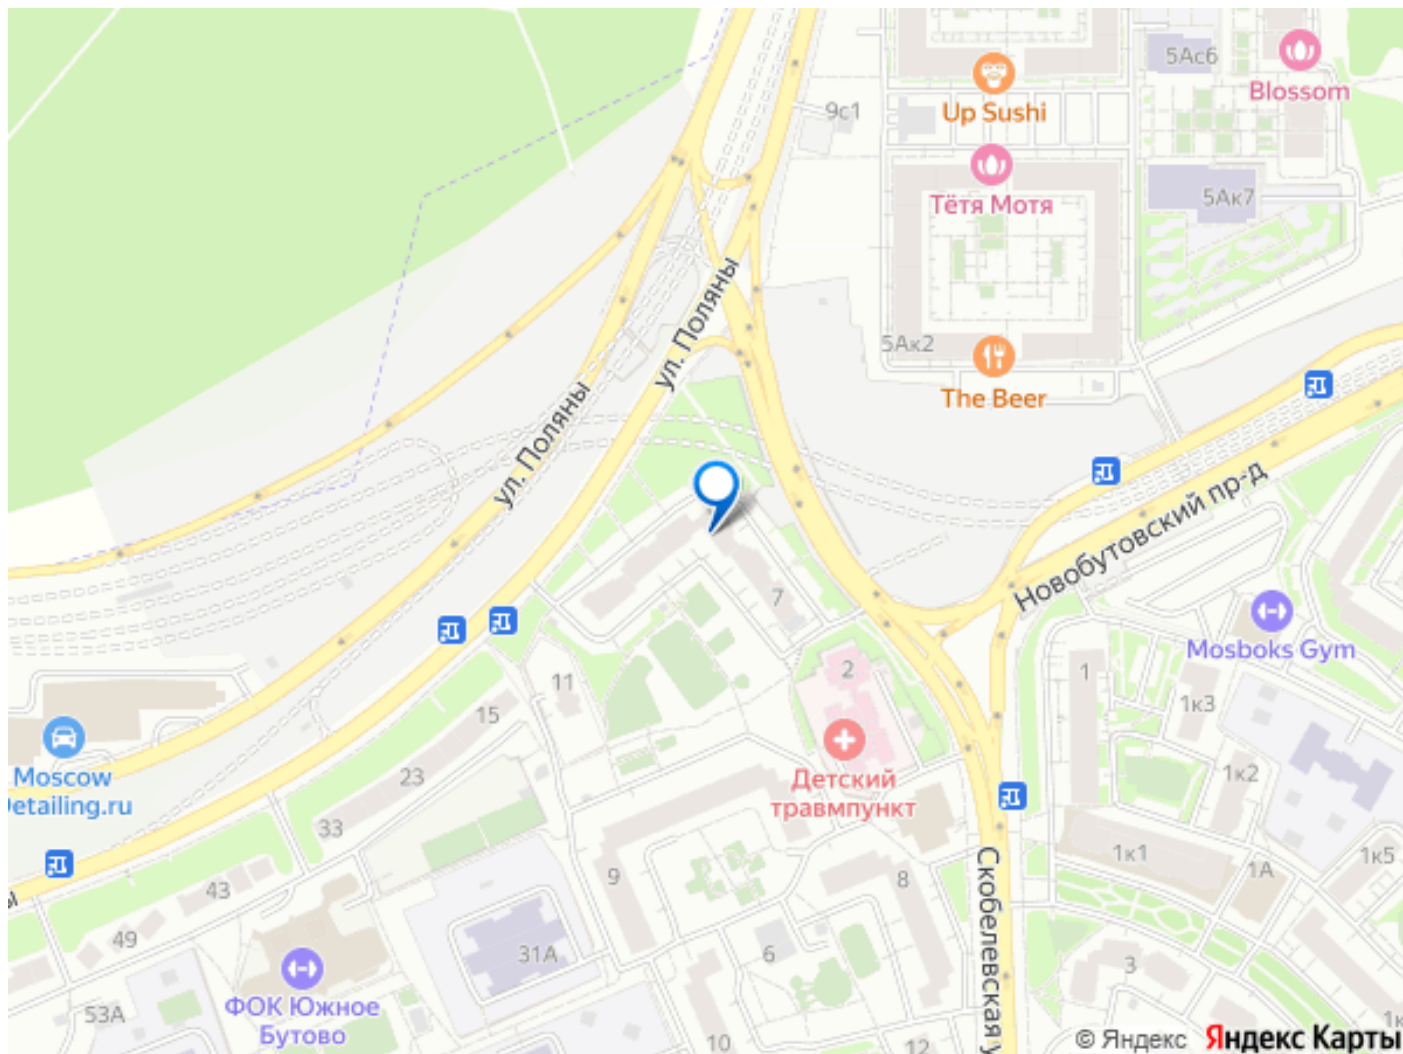 5Ас6
Blossom
Up Sushi
9с1
Тётя Мотя
5Ак7
ул. Поляны
5Ак2
The Beer
ул. Поляны
Новобутовский пр-д
7
Mosboks Gym
2
1
11
1к3
15
Moscow
Detailing.ru
23
Детский
травмпункт
1к2
33
1к1
1А
1к5
9
8
43
Скобелевская у
49
31А
6
3
ФОК Южное
Бутово
53А
10
12
1к
© Яндекс
Яндекс Карты